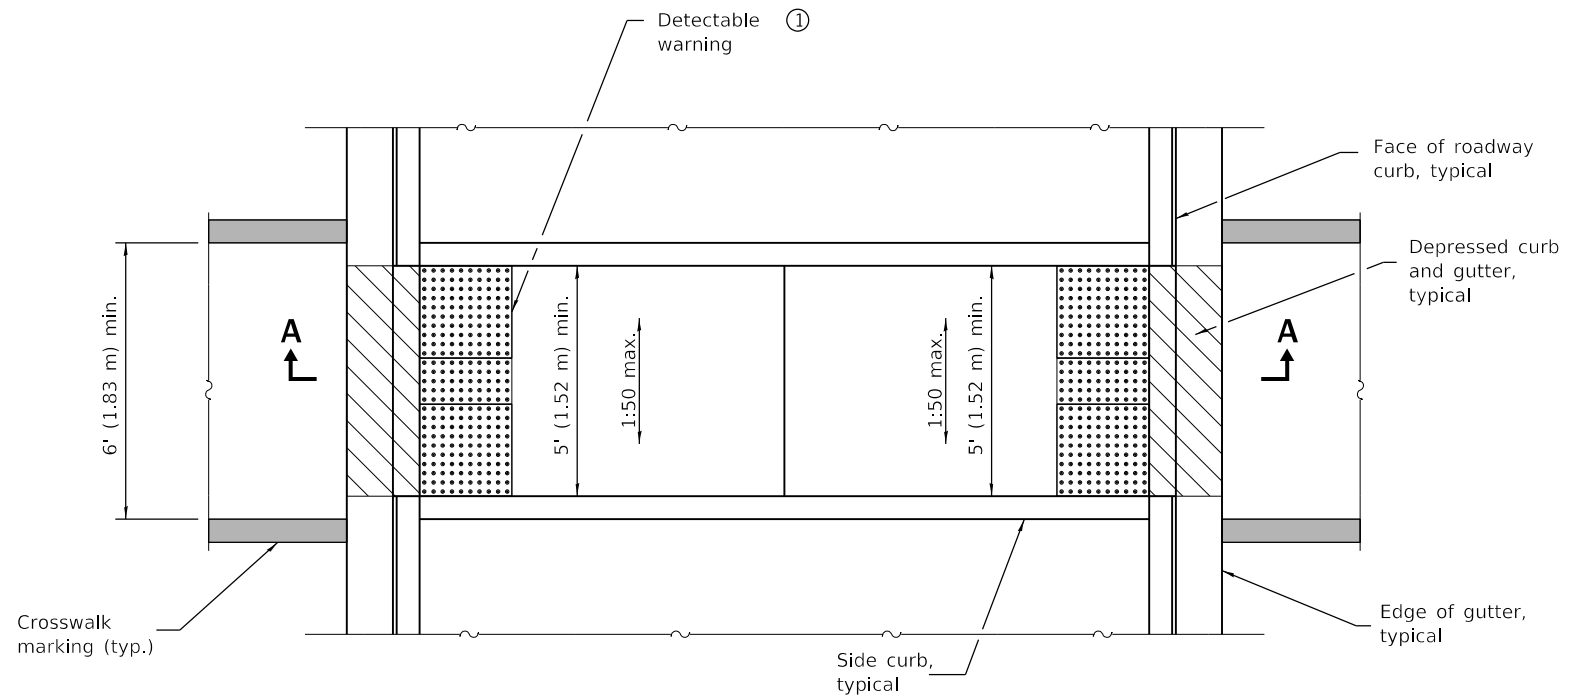 Detectable ①
warning
Face of roadway
curb, typical
Depressed curb
and gutter,
typical
A
A
6' (1.83 m) min.
5' (1.52 m) min.
1:50 max.
1:50 max.
5' (1.52 m) min.
Crosswalk
marking (typ.)
Side curb,
typical
Edge of gutter,
typical